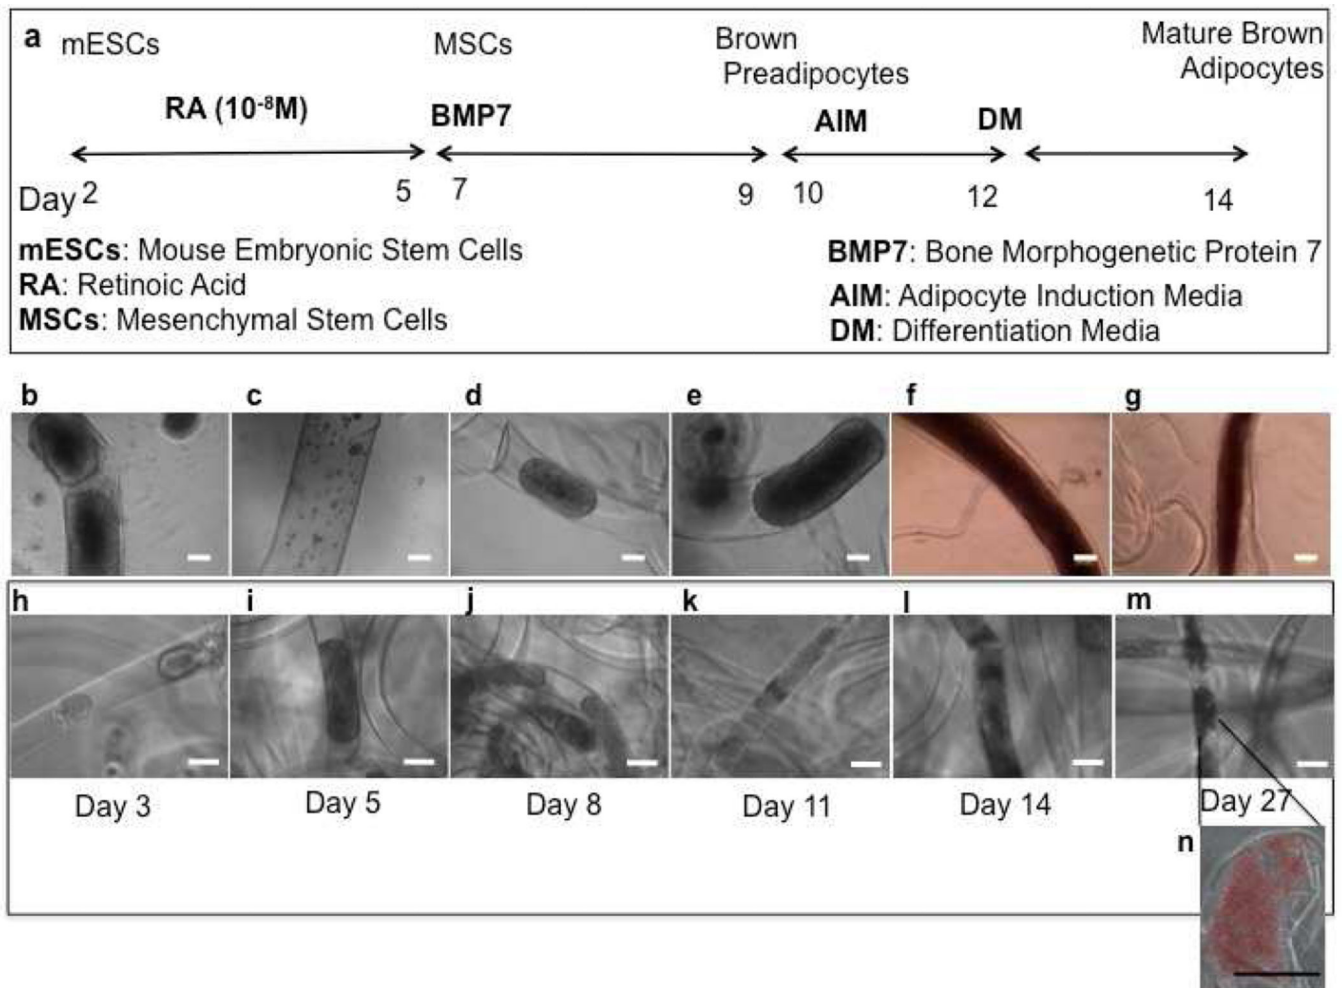 a mESCs MSCs Brown Preadipocytes Mature Brown Adipocytes
RA (10-8M) BMP7 AIM DM
Day 2 5 7 9 10 12 14
mESCs: Mouse Embryonic Stem Cells
RA: Retinoic Acid
MSCs: Mesenchymal Stem Cells
BMP7: Bone Morphogenetic Protein 7
AIM: Adipocyte Induction Media
DM: Differentiation Media
b c d e f g
h i j k l m
Day 3 Day 5 Day 8 Day 11 Day 14 Day 27
n